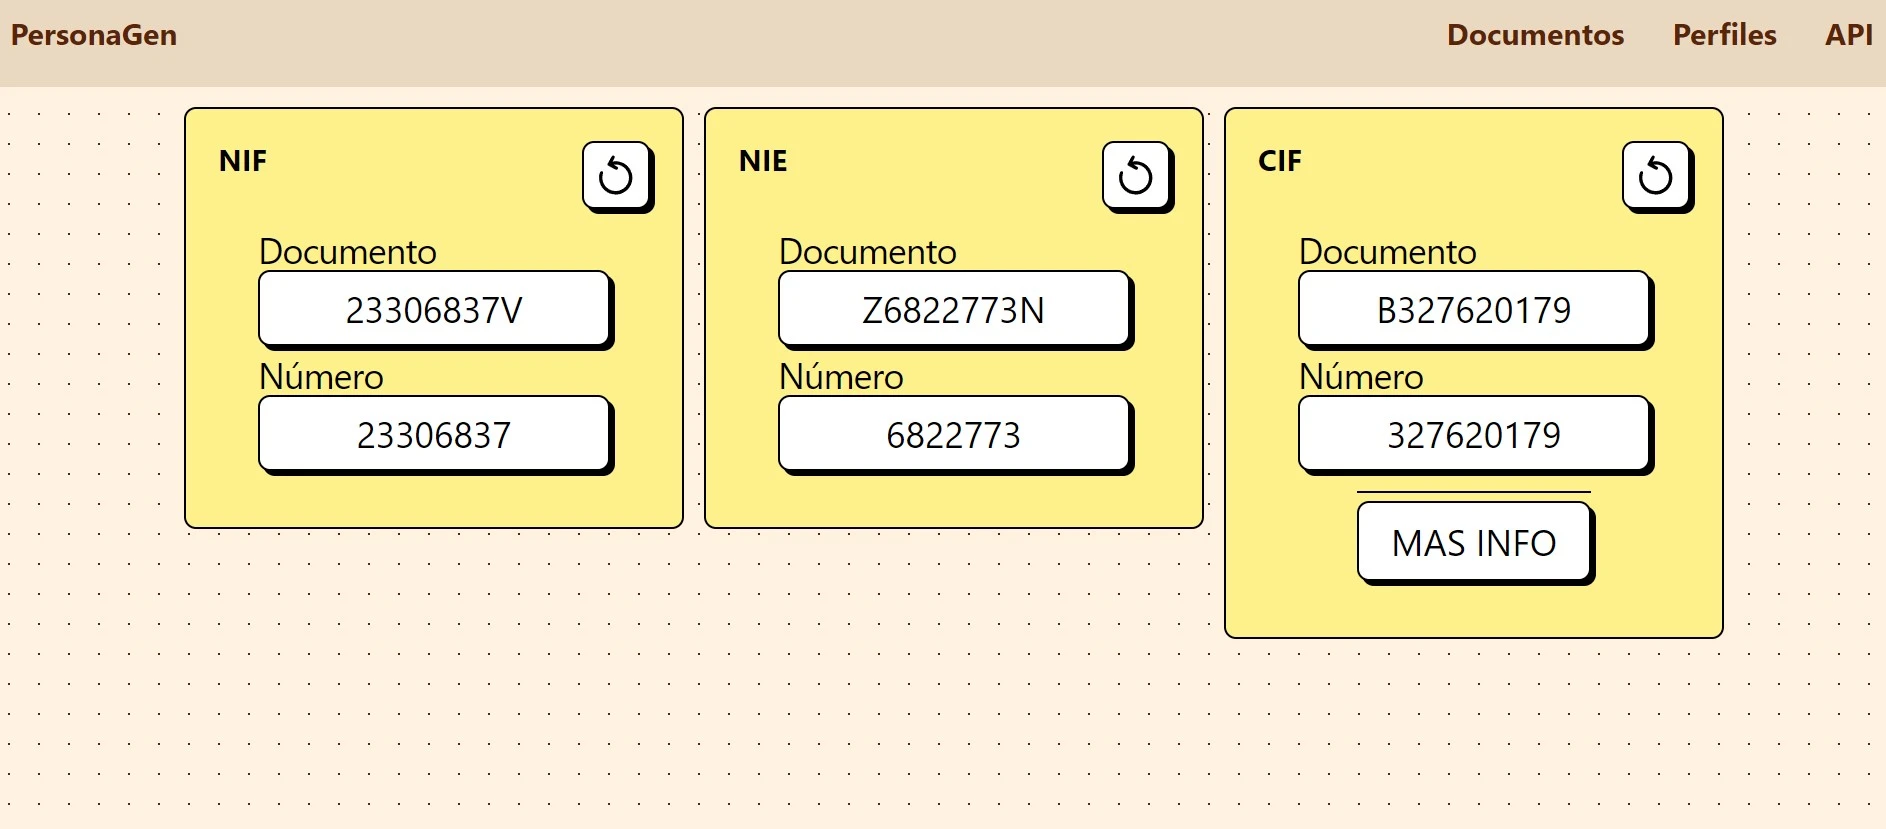 PersonaGen
Documentos
Perfiles
API
NIF
Documento
23306837V
Número
23306837
NIE
Documento
Z6822773N
Número
6822773
CIF
Documento
B327620179
Número
327620179
MAS INFO